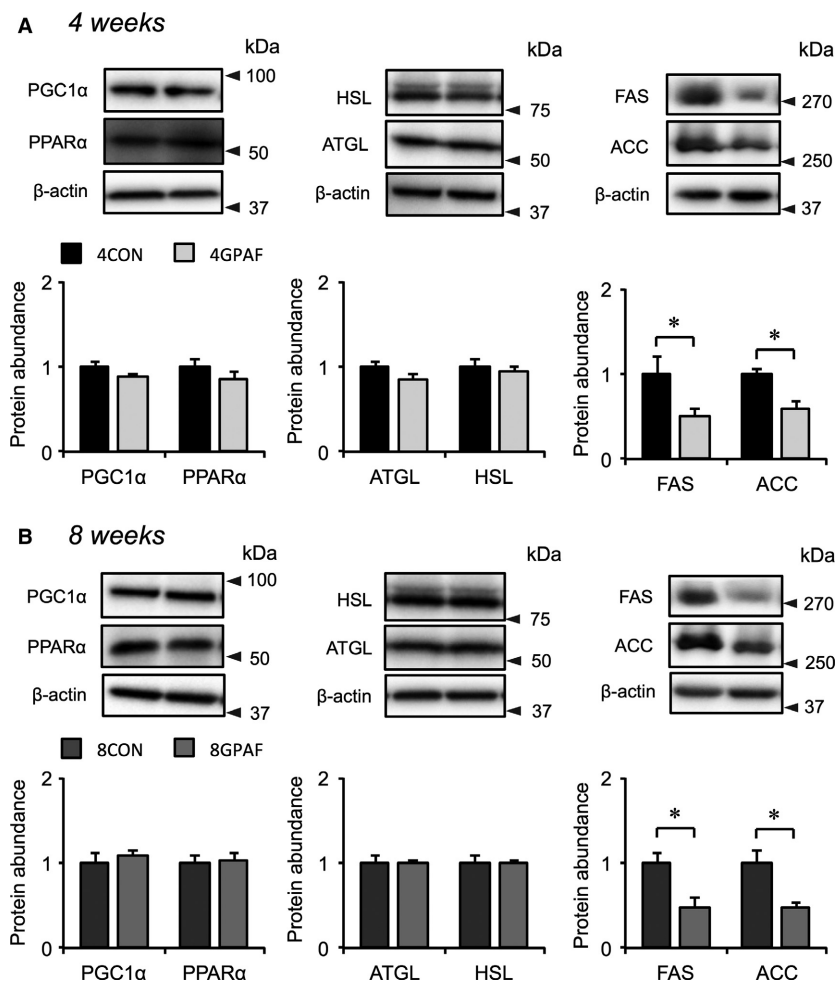 A 4 weeks
kDa
kDa
kDa
PGC1α
100
HSL
75
FAS
270
PPARα
50
ATGL
50
ACC
250
β-actin
37
β-actin
37
β-actin
37
4CON 4GPAF
Protein abundance
2
1
0
PGC1α PPARα
Protein abundance
2
1
0
ATGL HSL
Protein abundance
2
1
0
*
*
FAS ACC
B 8 weeks
kDa
kDa
kDa
PGC1α
100
HSL
75
FAS
270
PPARα
50
ATGL
50
ACC
250
β-actin
37
β-actin
37
β-actin
37
8CON 8GPAF
Protein abundance
2
1
0
PGC1α PPARα
Protein abundance
2
1
0
ATGL HSL
Protein abundance
2
1
0
*
*
FAS ACC